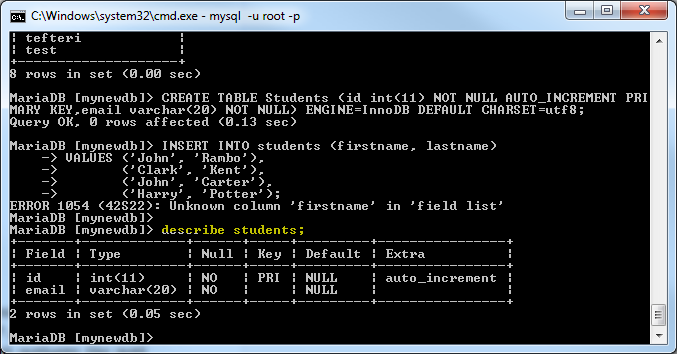 C:\Windows\system32\cmd.exe - mysql -u root -p
| tefteri |
| test |
+--------------------+
8 rows in set (0.00 sec)
MariaDB [mynewdb]> CREATE TABLE Students (id int(11) NOT NULL AUTO_INCREMENT PRI
MARY KEY,email varchar(20) NOT NULL) ENGINE=InnoDB DEFAULT CHARSET=utf8;
Query OK, 0 rows affected (0.13 sec)
MariaDB [mynewdb]> INSERT INTO students (firstname, lastname)
-> VALUES ('John', 'Rambo'),
-> ('Clark', 'Kent'),
-> ('John', 'Carter'),
-> ('Harry', 'Potter');
ERROR 1054 (42S22): Unknown column 'firstname' in 'field list'
MariaDB [mynewdb]>
MariaDB [mynewdb]> describe students;
+-------+-------------+------+-----+---------+----------------+
| Field | Type | Null | Key | Default | Extra |
+-------+-------------+------+-----+---------+----------------+
| id | int(11) | NO | PRI | NULL | auto_increment |
| email | varchar(20) | NO | | NULL | |
+-------+-------------+------+-----+---------+----------------+
2 rows in set (0.05 sec)
MariaDB [mynewdb]>